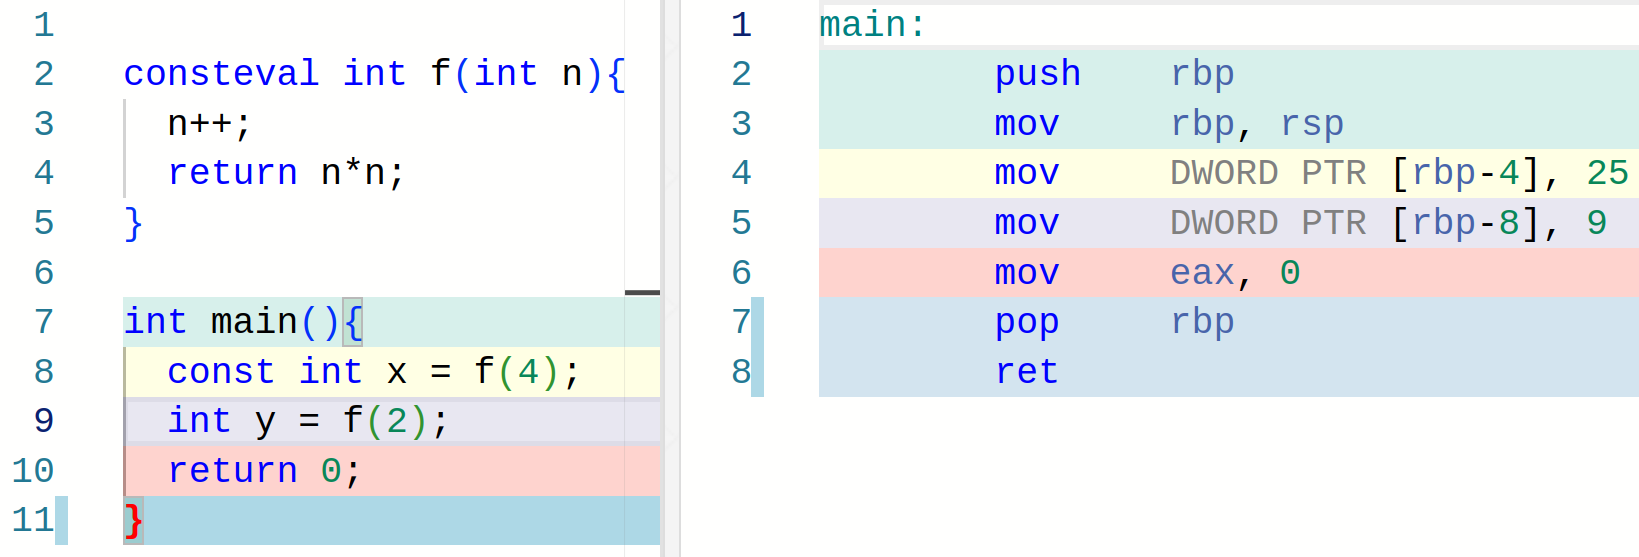 1
2 consteval int f(int n){
3   n++;
4   return n*n;
5 }
6
7 int main(){
8   const int x = f(4);
9   int y = f(2);
10   return 0;
11 }
1 main:
2         push    rbp
3         mov     rbp, rsp
4         mov     DWORD PTR [rbp-4], 25
5         mov     DWORD PTR [rbp-8], 9
6         mov     eax, 0
7         pop     rbp
8         ret